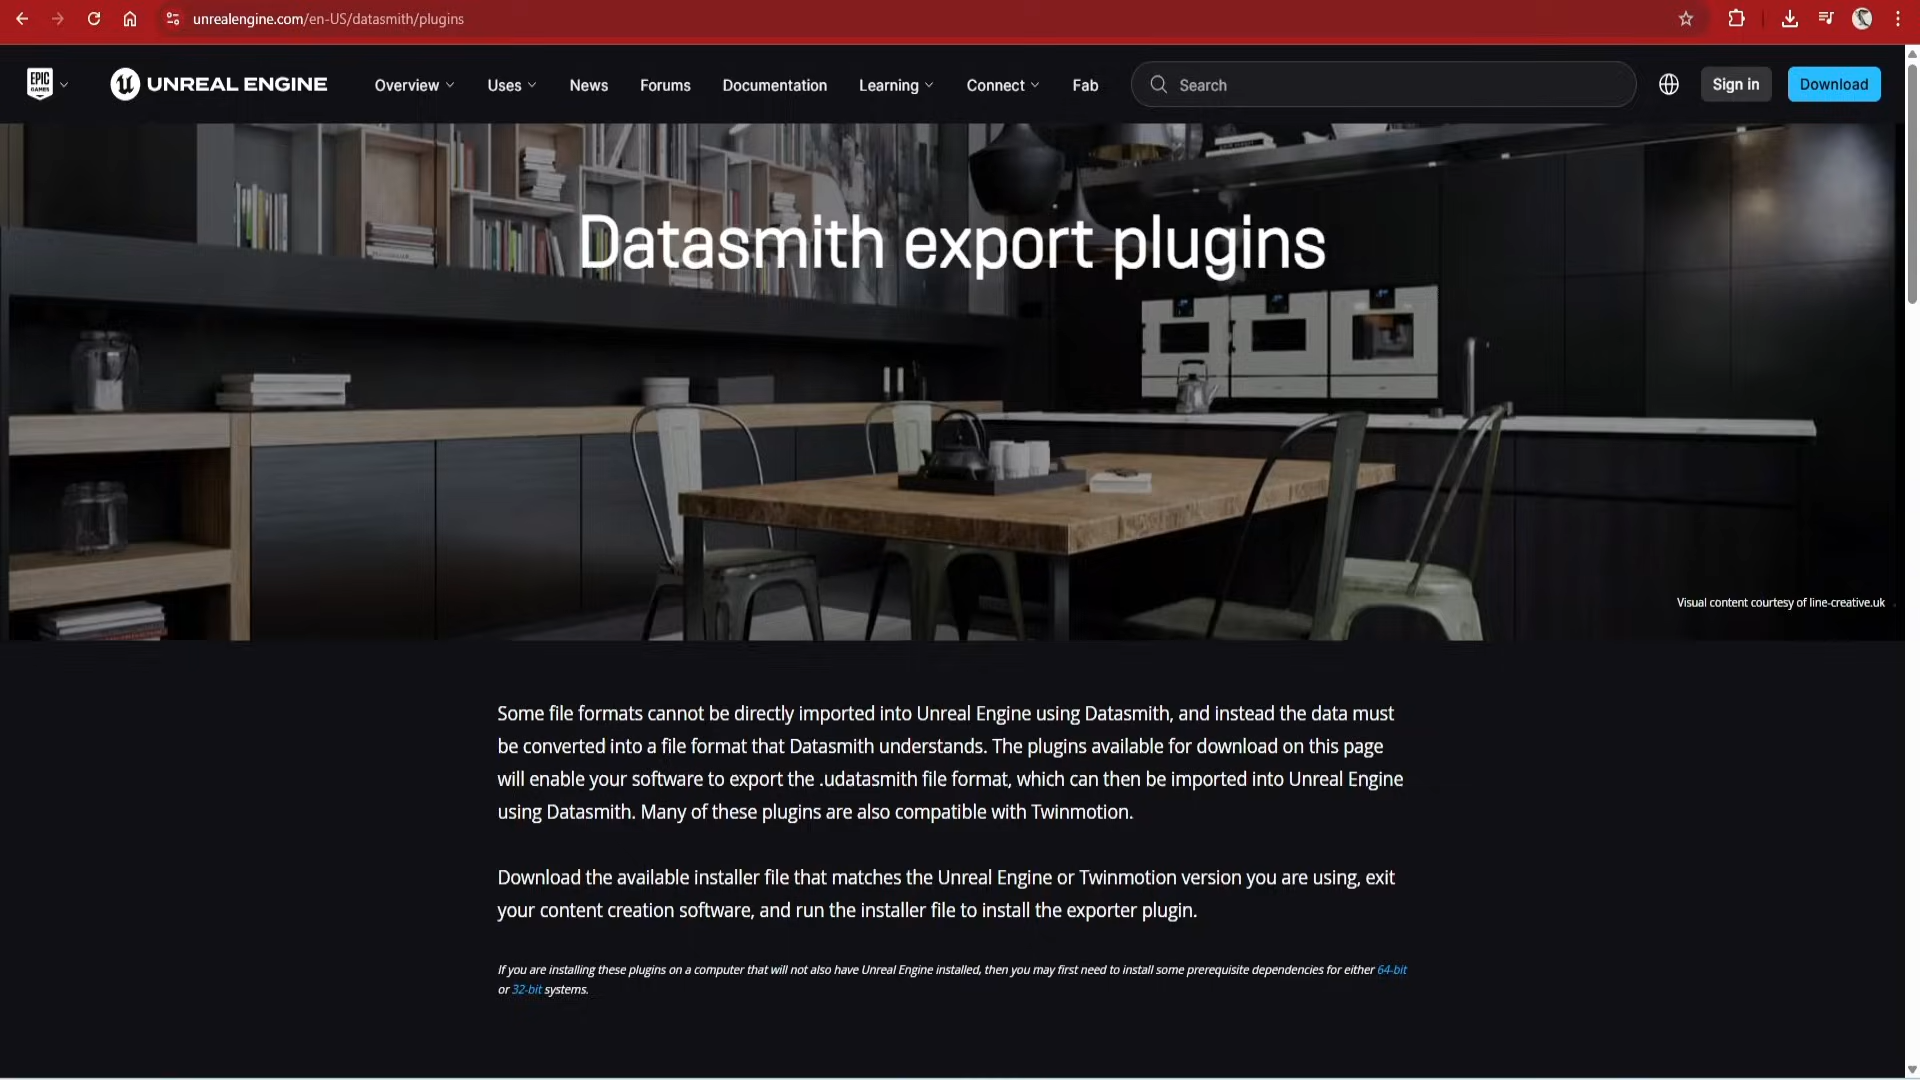 unrealengine.com/en-US/datasmith/plugins
EPIC GAMES
UNREAL ENGINE
Overview
Uses
News
Forums
Documentation
Learning
Connect
Fab
Search
Sign in
Download
Datasmith export plugins
Visual content courtesy of line-creative.uk
Some file formats cannot be directly imported into Unreal Engine using Datasmith, and instead the data must
be converted into a file format that Datasmith understands. The plugins available for download on this page
will enable your software to export the .udatasmith file format, which can then be imported into Unreal Engine
using Datasmith. Many of these plugins are also compatible with Twinmotion.
Download the available installer file that matches the Unreal Engine or Twinmotion version you are using, exit
your content creation software, and run the installer file to install the exporter plugin.
If you are installing these plugins on a computer that will not also have Unreal Engine installed, then you may first need to install some prerequisite dependencies for either 64-bit
or 32-bit systems.